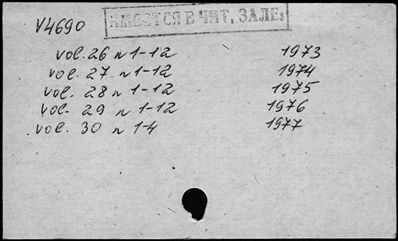 V4690
ИМЕЕТСЯ В ЧИТ. ЗАЛЕ
vol. 26 n 1-12 1973
vol. 27. n 1-12 1974
vol. 28 n 1-12 1975
vol. 29 n 1-12 1976
vol. 30 n 1-4 1977